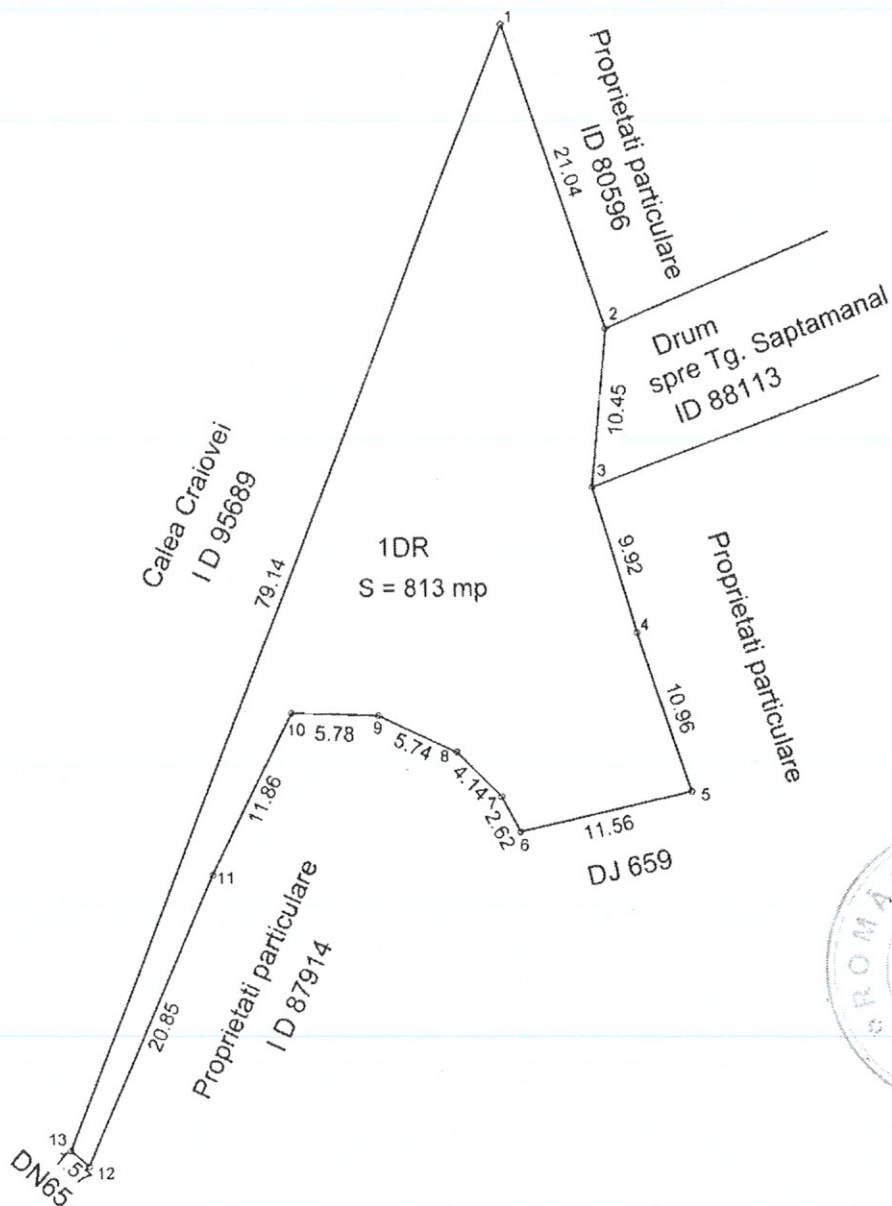 1
Proprietati particulare
ID 80596
21.04
2
Drum
spre Tg. Saptamanal
ID 88113
10.45
3
Calea Craiovei
I D 95689
79.14
1DR
S = 813 mp
9.92
4
Proprietati particulare
10.96
10
5.78
9
5.74
8
4.14
7
2.62
6
11.56
5
DJ 659
11.86
11
Proprietati particulare
I D 87914
20.85
13
12
DN65
ROMÂ